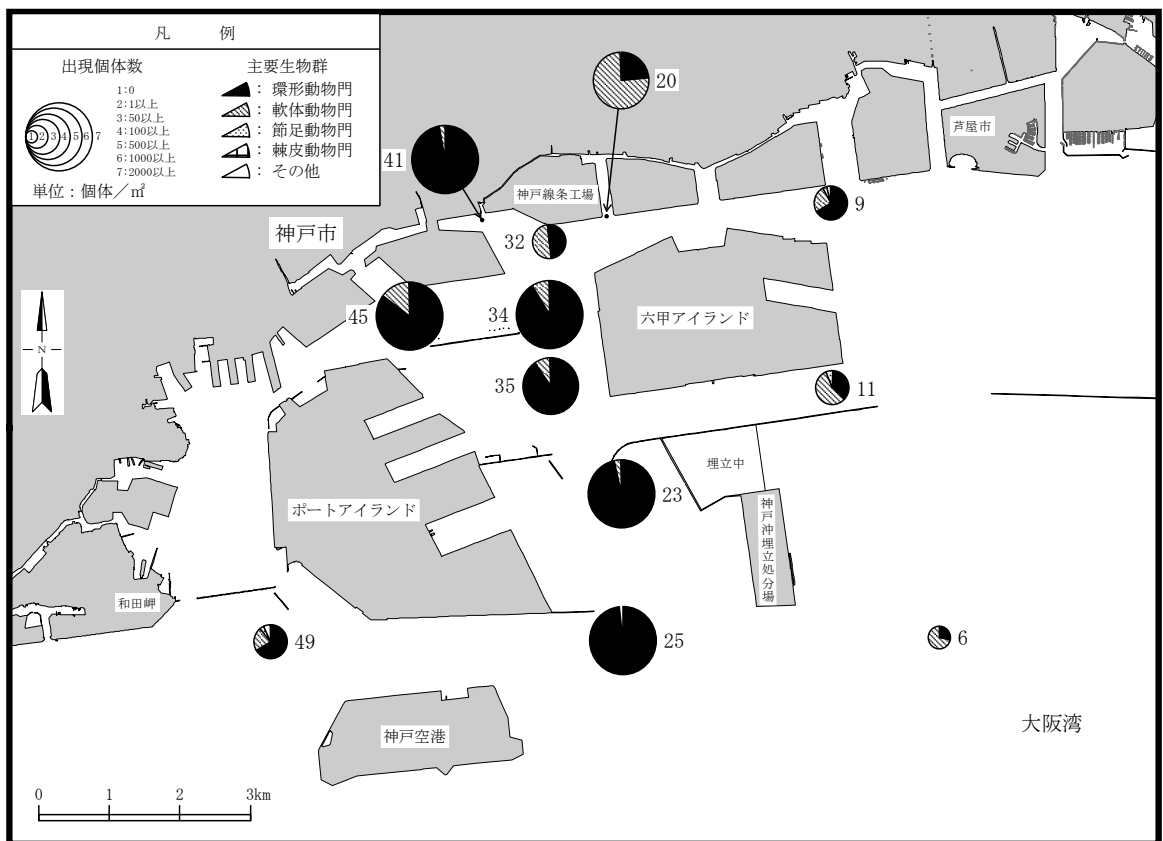 凡　例
出現個体数
1:0
2:1以上
3:50以上
4:100以上
5:500以上
6:1000以上
7:2000以上
1 2 3 4 5 6 7
単位：個体／㎡
主要生物群
：環形動物門
：軟体動物門
：節足動物門
：棘皮動物門
：その他
20
41
芦屋市
神戸線条工場
9
神戸市
32
45
34
六甲アイランド
N
35
11
埋立中
23
ポートアイランド
神戸沖埋立処分場
和田岬
49
25
6
大阪湾
神戸空港
0 1 2 3km